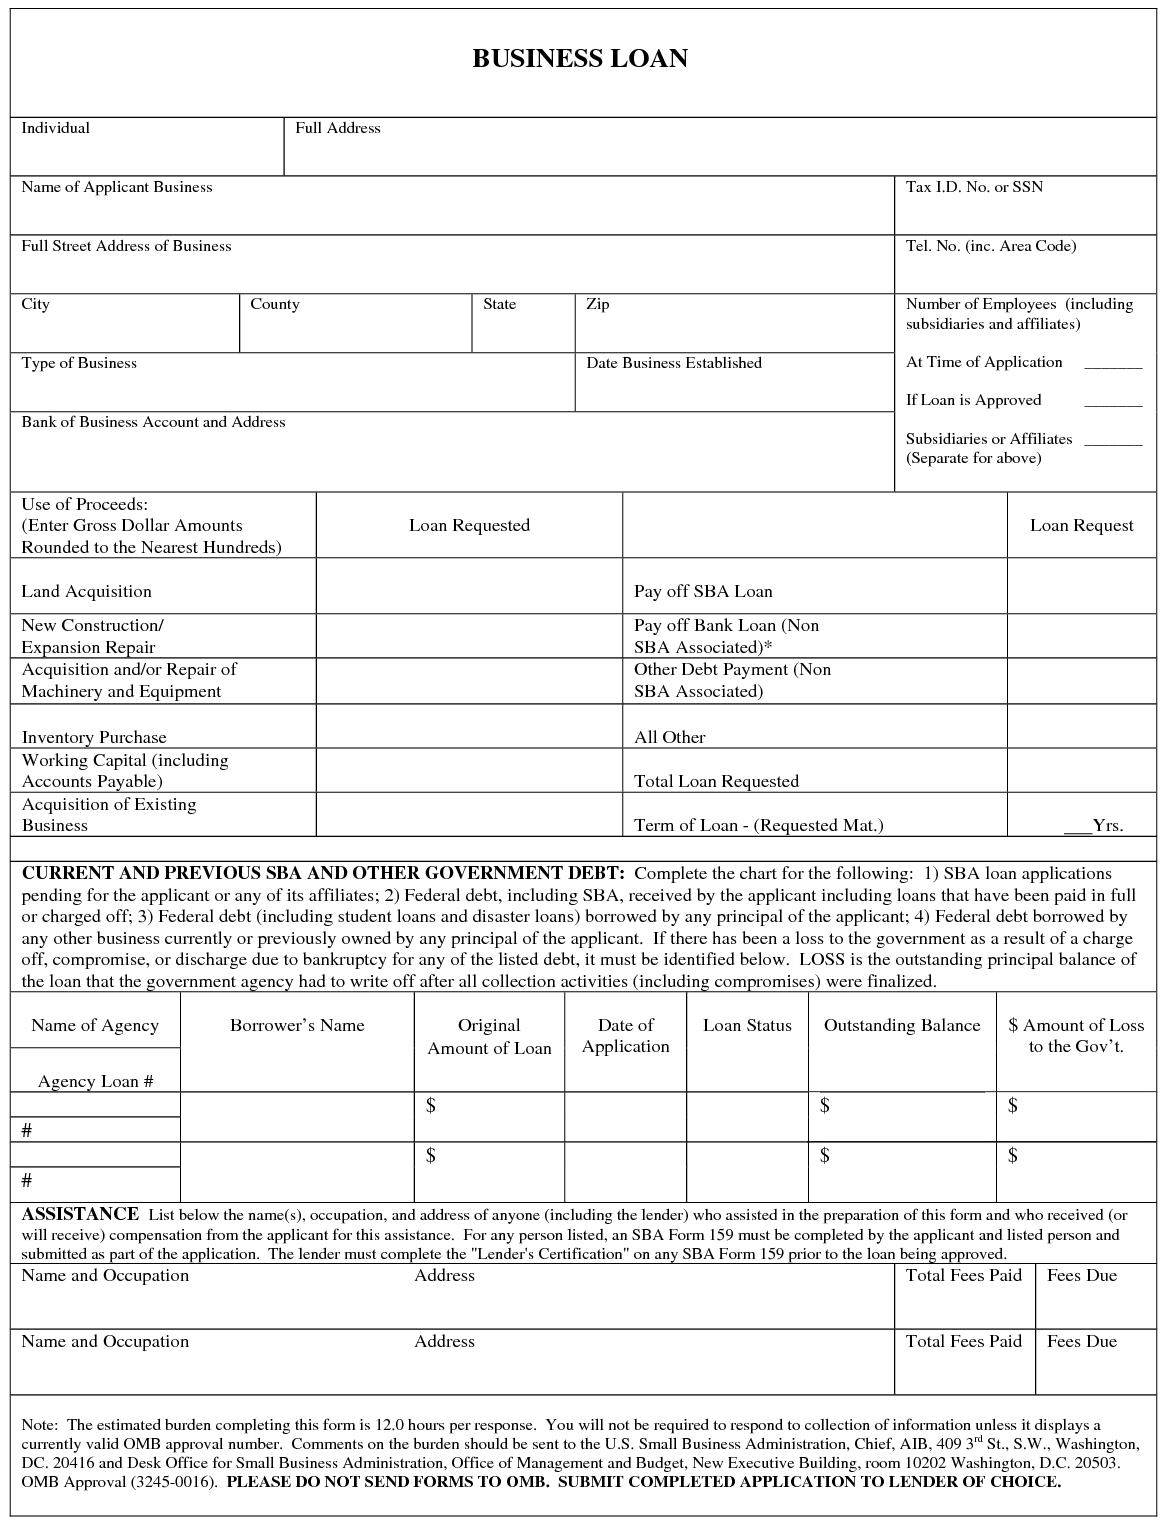 BUSINESS LOAN
Individual
Full Address
Name of Applicant Business
Tax I.D. No. or SSN
Full Street Address of Business
Tel. No. (inc. Area Code)
City
County
State
Zip
Number of Employees (including
subsidiaries and affiliates)
Type of Business
Date Business Established
At Time of Application _______
If Loan is Approved _______
Bank of Business Account and Address
Subsidiaries or Affiliates _______
(Separate for above)
Use of Proceeds:
(Enter Gross Dollar Amounts
Rounded to the Nearest Hundreds)
Loan Requested
Loan Request
Land Acquisition
Pay off SBA Loan
New Construction/
Expansion Repair
Pay off Bank Loan (Non
SBA Associated)*
Acquisition and/or Repair of
Machinery and Equipment
Other Debt Payment (Non
SBA Associated)
Inventory Purchase
All Other
Working Capital (including
Accounts Payable)
Total Loan Requested
Acquisition of Existing
Business
Term of Loan - (Requested Mat.)
___Yrs.
CURRENT AND PREVIOUS SBA AND OTHER GOVERNMENT DEBT: Complete the chart for the following: 1) SBA loan applications
pending for the applicant or any of its affiliates; 2) Federal debt, including SBA, received by the applicant including loans that have been paid in full
or charged off; 3) Federal debt (including student loans and disaster loans) borrowed by any principal of the applicant; 4) Federal debt borrowed by
any other business currently or previously owned by any principal of the applicant. If there has been a loss to the government as a result of a charge
off, compromise, or discharge due to bankruptcy for any of the listed debt, it must be identified below. LOSS is the outstanding principal balance of
the loan that the government agency had to write off after all collection activities (including compromises) were finalized.
Name of Agency
Agency Loan #
Borrower's Name
Original
Amount of Loan
Date of
Application
Loan Status
Outstanding Balance
$ Amount of Loss
to the Gov't.
$
$
$
#
$
$
$
#
ASSISTANCE List below the name(s), occupation, and address of anyone (including the lender) who assisted in the preparation of this form and who received (or
will receive) compensation from the applicant for this assistance. For any person listed, an SBA Form 159 must be completed by the applicant and listed person and
submitted as part of the application. The lender must complete the "Lender's Certification" on any SBA Form 159 prior to the loan being approved.
Name and Occupation
Address
Total Fees Paid
Fees Due
Name and Occupation
Address
Total Fees Paid
Fees Due
Note: The estimated burden completing this form is 12.0 hours per response. You will not be required to respond to collection of information unless it displays a
currently valid OMB approval number. Comments on the burden should be sent to the U.S. Small Business Administration, Chief, AIB, 409 3rd St., S.W., Washington,
DC. 20416 and Desk Office for Small Business Administration, Office of Management and Budget, New Executive Building, room 10202 Washington, D.C. 20503.
OMB Approval (3245-0016). PLEASE DO NOT SEND FORMS TO OMB. SUBMIT COMPLETED APPLICATION TO LENDER OF CHOICE.